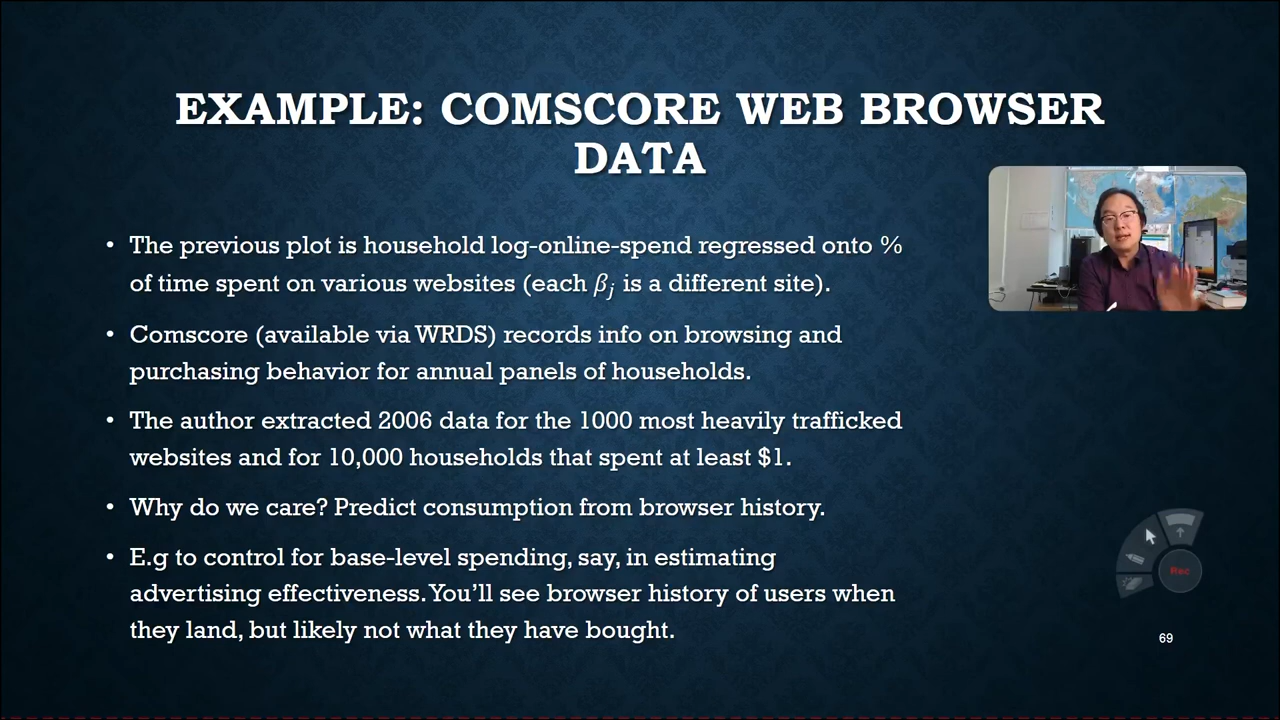 EXAMPLE: COMSCORE WEB BROWSER
DATA
• The previous plot is household log-online-spend regressed onto %
of time spent on various websites (each βj is a different site).
• Comscore (available via WRDS) records info on browsing and
purchasing behavior for annual panels of households.
• The author extracted 2006 data for the 1000 most heavily trafficked
websites and for 10,000 households that spent at least $1.
• Why do we care? Predict consumption from browser history.
• E.g to control for base-level spending, say, in estimating
advertising effectiveness. You’ll see browser history of users when
they land, but likely not what they have bought.
Rec
69